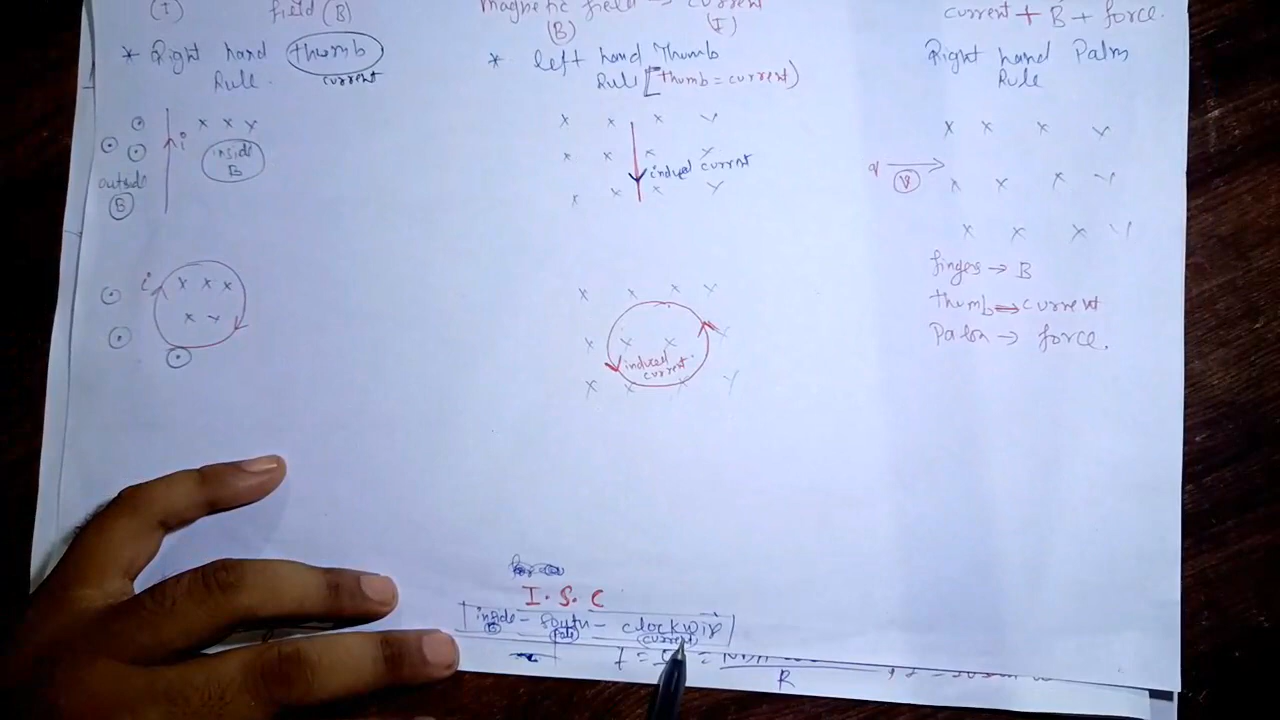 (I) field (B)
* Right hand thumb
Rule.
current
i
x x x
inside
B
outside
B
i
x x x
x x
magnetic field → current
(B) (I)
* left hand Thumb
Rule [thumb = current)
x x x x
x x x x
induced current
x x x x
x x x x
x x x x
induced
current
x x x x
current + B + force.
Right hand Palm
Rule
x x x x
q → V
x x x x
x x x x
fingers → B
thumb ⇒ current
Palm → force.
I. S. C
inside - south - clockwise
B pole current
R